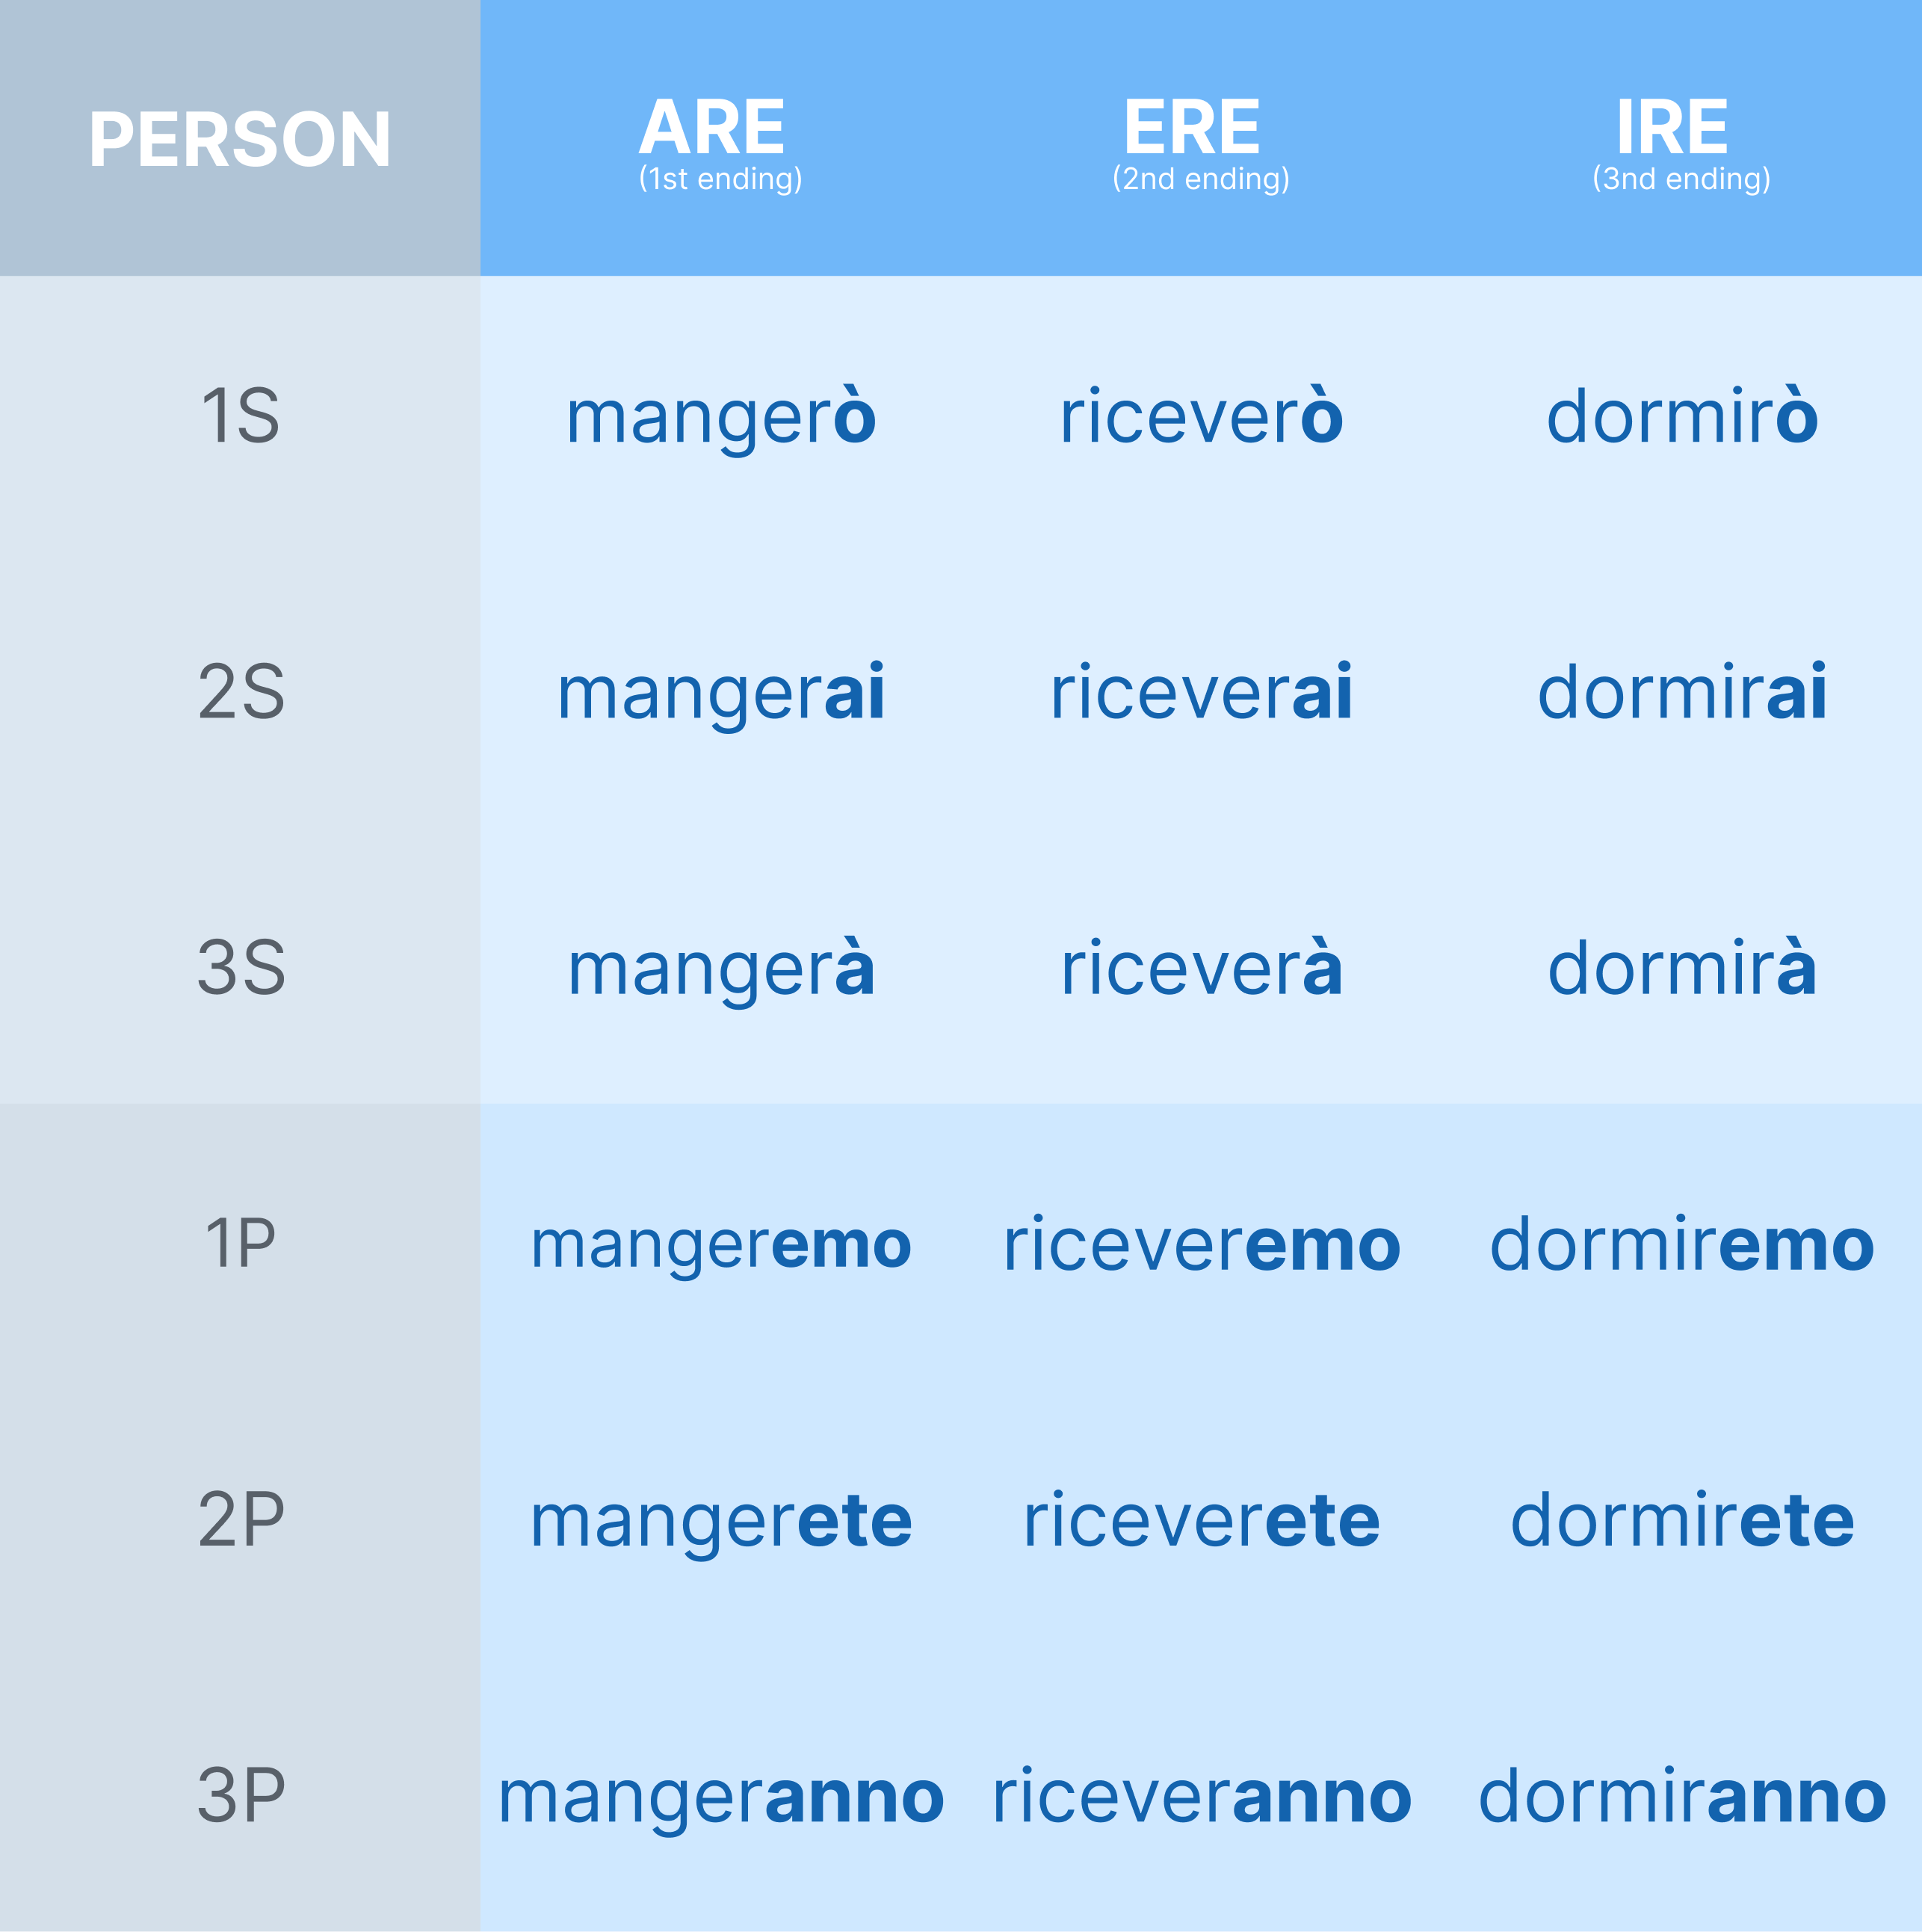 PERSON ARE ERE IRE
(1st ending) (2nd ending) (3nd ending)
1S mangerò riceverò dormirò
2S mangerai riceverai dormirai
3S mangerà riceverà dormirà
1P mangeremo riceveremo dormiremo
2P mangerete riceverete dormirete
3P mangeranno riceveranno dormiranno